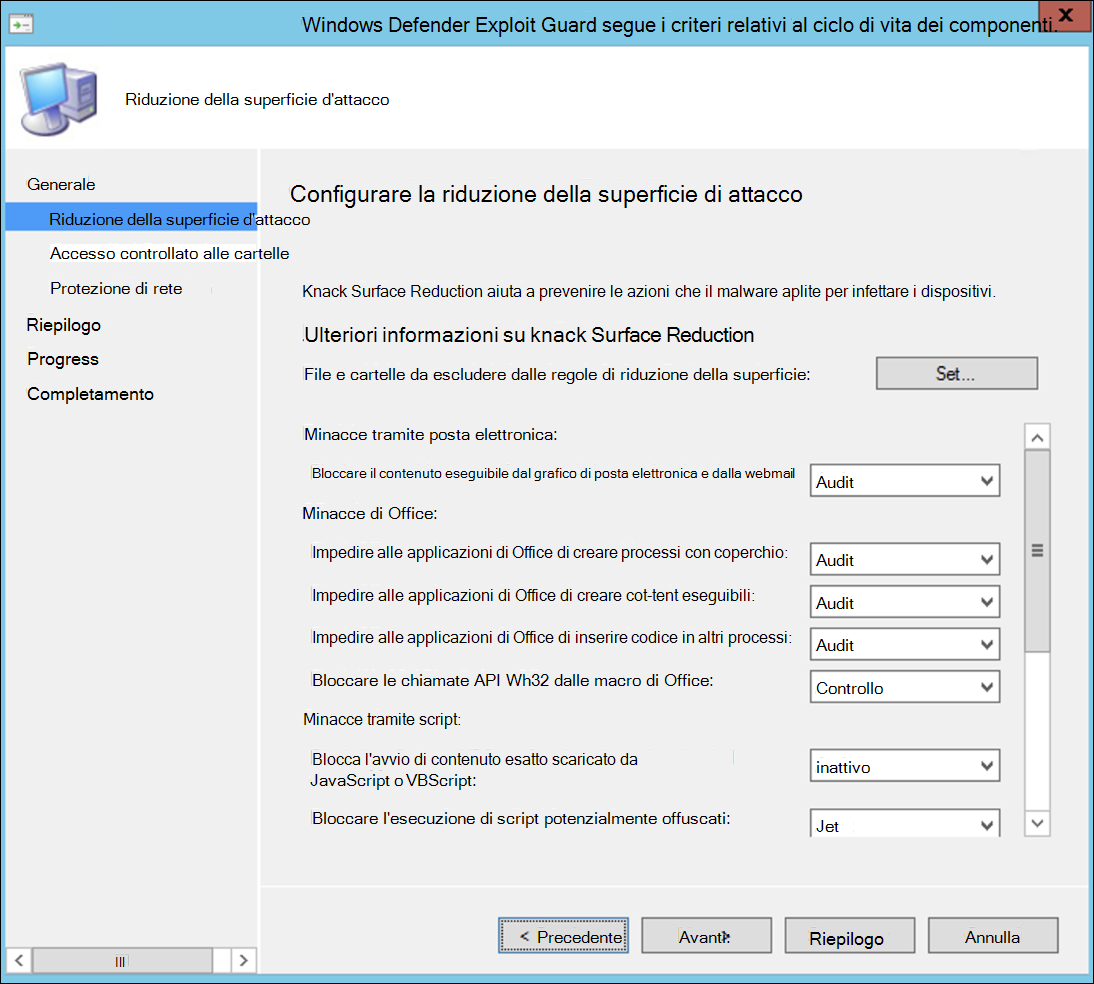 Windows Defender Exploit Guard segue i criteri relativi al ciclo di vita dei componenti.
Riduzione della superficie d'attacco
Generale
Riduzione della superficie d'attacco
Accesso controllato alle cartelle
Protezione di rete
Riepilogo
Progress
Completamento
Configurare la riduzione della superficie di attacco
Knack Surface Reduction aiuta a prevenire le azioni che il malware aplite per infettare i dispositivi.
Ulteriori informazioni su knack Surface Reduction
File e cartelle da escludere dalle regole di riduzione della superficie:
Set...
Minacce tramite posta elettronica:
Bloccare il contenuto eseguibile dal grafico di posta elettronica e dalla webmail
Audit
Minacce di Office:
Impedire alle applicazioni di Office di creare processi con coperchio:
Audit
Impedire alle applicazioni di Office di creare cot-tent eseguibili:
Audit
Impedire alle applicazioni di Office di inserire codice in altri processi:
Audit
Bloccare le chiamate API Wh32 dalle macro di Office:
Controllo
Minacce tramite script:
Blocca l'avvio di contenuto esatto scaricato da
JavaScript o VBScript:
inattivo
Bloccare l'esecuzione di script potenzialmente offuscati:
Jet
< Precedente
Avanti
Riepilogo
Annulla